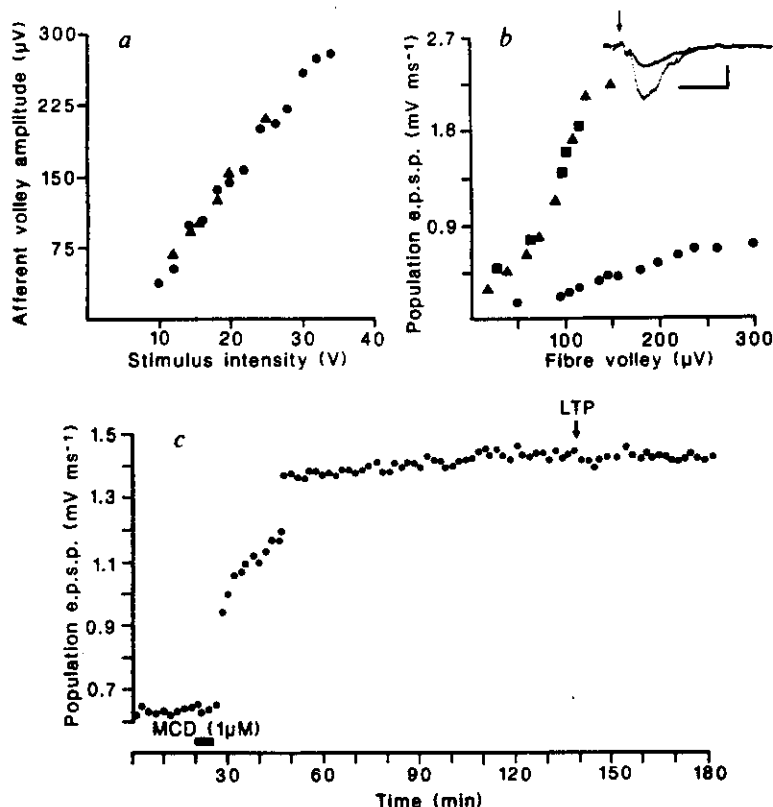 a
Afferent volley amplitude (μV)
300
225
150
75
10 20 30 40
Stimulus intensity (V)
b
Population e.p.s.p. (mV ms⁻¹)
2.7
1.8
0.9
100 200 300
Fibre volley (μV)
c
Population e.p.s.p. (mV ms⁻¹)
1.5
1.3
1.1
0.9
0.7
LTP
MCD (1μM)
30 60 90 120 150 180
Time (min)